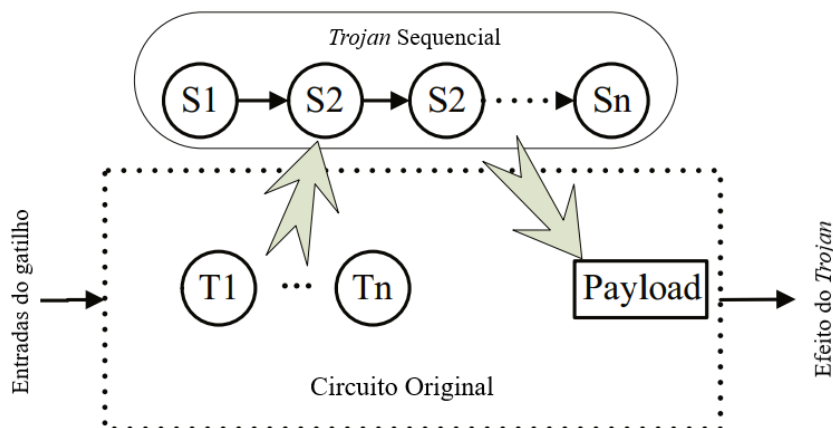 Trojan Sequencial
S1 S2 S2 Sn
Entradas do gatilho
T1 ... Tn
Payload
Efeito do Trojan
Circuito Original